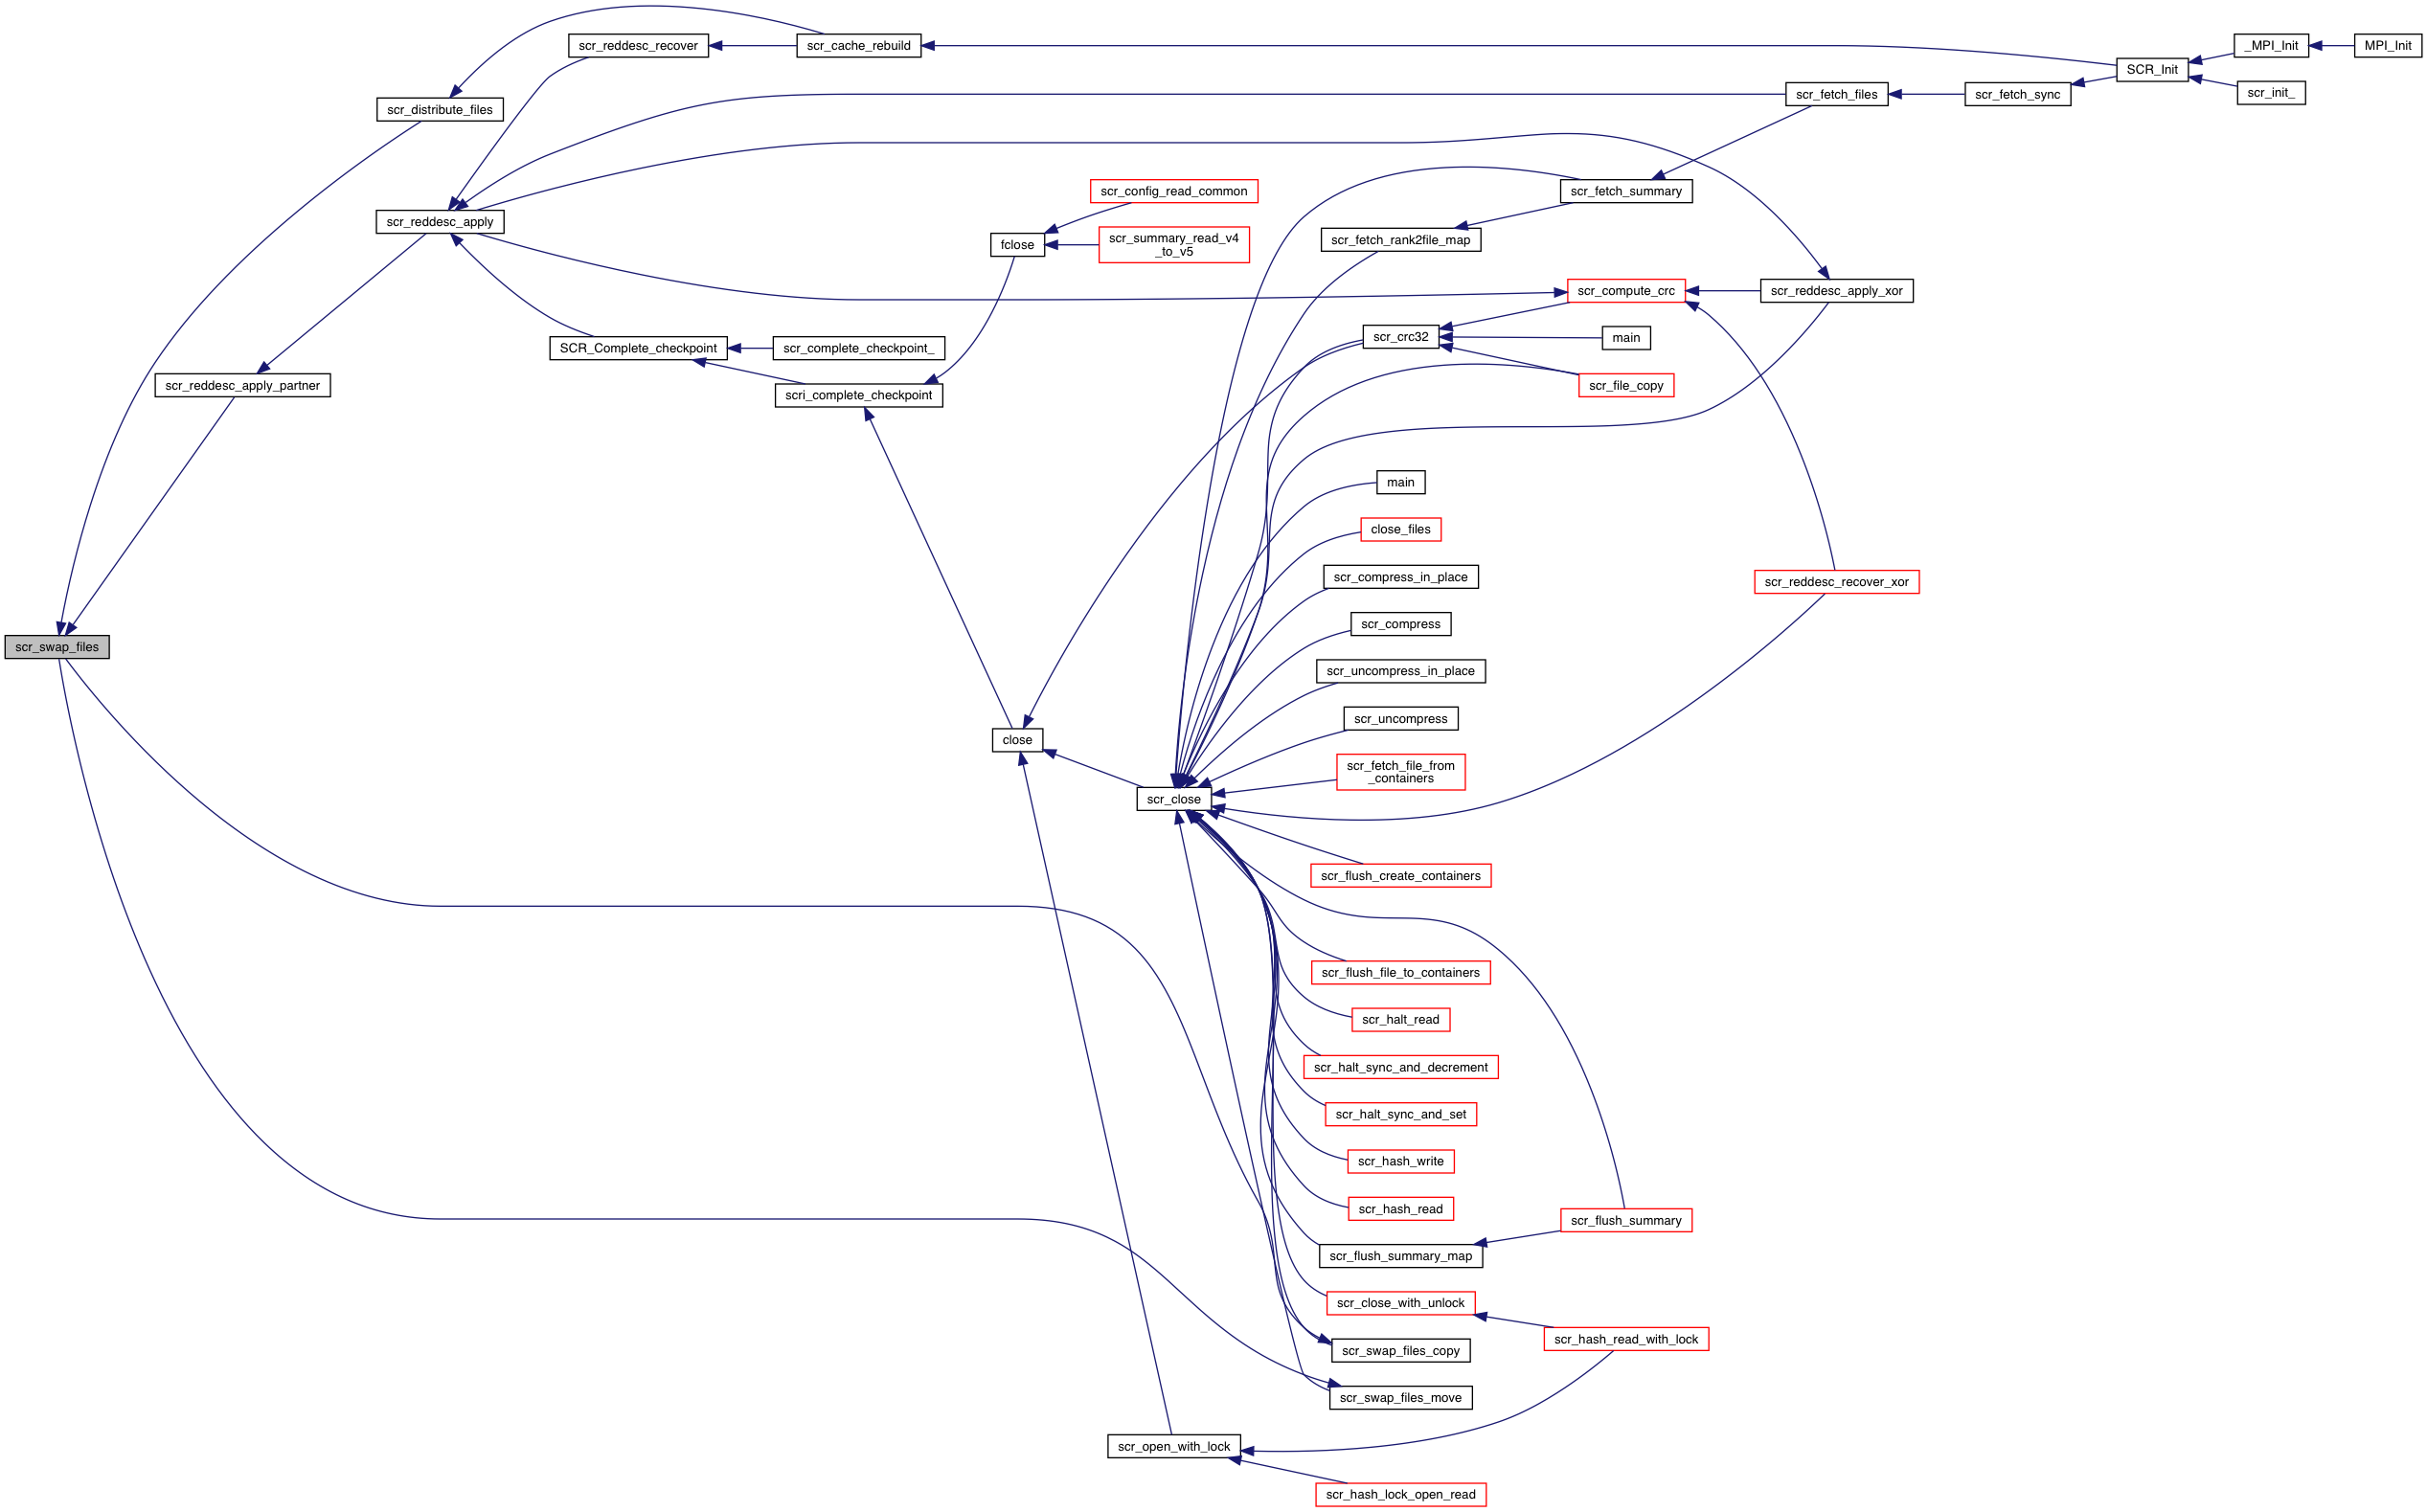 scr_reddesc_recover
scr_cache_rebuild
_MPI_Init
MPI_Init
SCR_Init
scr_init_
scr_distribute_files
scr_fetch_files
scr_fetch_sync
scr_reddesc_apply
scr_config_read_common
scr_fetch_summary
fclose
scr_summary_read_v4
_to_v5
scr_fetch_rank2file_map
scr_compute_crc
scr_reddesc_apply_xor
SCR_Complete_checkpoint
scr_complete_checkpoint_
scr_crc32
main
scr_reddesc_apply_partner
scri_complete_checkpoint
scr_file_copy
main
close_files
scr_compress_in_place
scr_reddesc_recover_xor
scr_compress
scr_swap_files
scr_uncompress_in_place
scr_uncompress
close
scr_fetch_file_from
_containers
scr_close
scr_flush_create_containers
scr_flush_file_to_containers
scr_halt_read
scr_halt_sync_and_decrement
scr_halt_sync_and_set
scr_hash_write
scr_hash_read
scr_flush_summary
scr_flush_summary_map
scr_close_with_unlock
scr_hash_read_with_lock
scr_swap_files_copy
scr_swap_files_move
scr_open_with_lock
scr_hash_lock_open_read